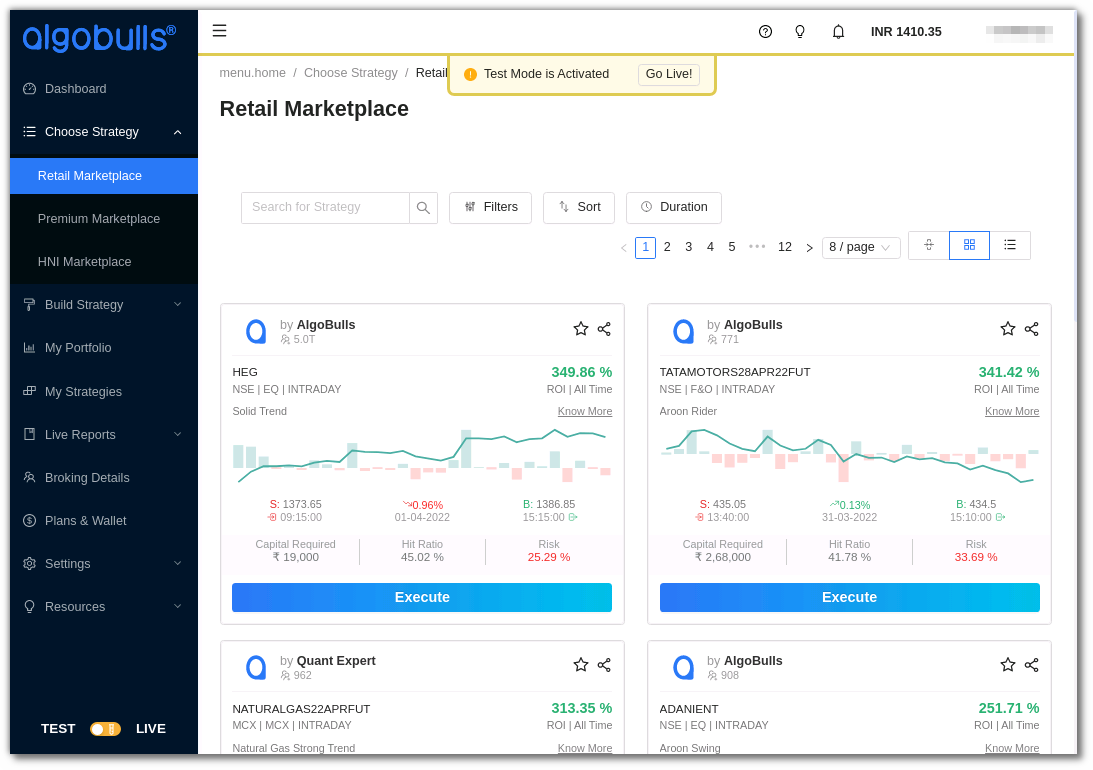 algobulls®
INR 1410.35
menu.home / Choose Strategy / Retail
Test Mode is Activated Go Live!
Retail Marketplace
Dashboard
Choose Strategy
Retail Marketplace
Premium Marketplace
HNI Marketplace
Build Strategy
My Portfolio
My Strategies
Live Reports
Broking Details
Plans & Wallet
Settings
Resources
TEST LIVE
Search for Strategy Filters Sort Duration
1 2 3 4 5 ••• 12 8 / page
by AlgoBulls
5.0T
HEG 349.86 %
NSE | EQ | INTRADAY ROI | All Time
Solid Trend Know More
S: 1373.65 0.96% B: 1386.85
09:15:00 01-04-2022 15:15:00
Capital Required Hit Ratio Risk
₹ 19,000 45.02 % 25.29 %
Execute
by AlgoBulls
771
TATAMOTORS28APR22FUT 341.42 %
NSE | F&O | INTRADAY ROI | All Time
Aroon Rider Know More
S: 435.05 0.13% B: 434.5
13:40:00 31-03-2022 15:10:00
Capital Required Hit Ratio Risk
₹ 2,68,000 41.78 % 33.69 %
Execute
by Quant Expert
962
NATURALGAS22APRFUT 313.35 %
MCX | MCX | INTRADAY ROI | All Time
Natural Gas Strong Trend Know More
by AlgoBulls
908
ADANIENT 251.71 %
NSE | EQ | INTRADAY ROI | All Time
Aroon Swing Know More